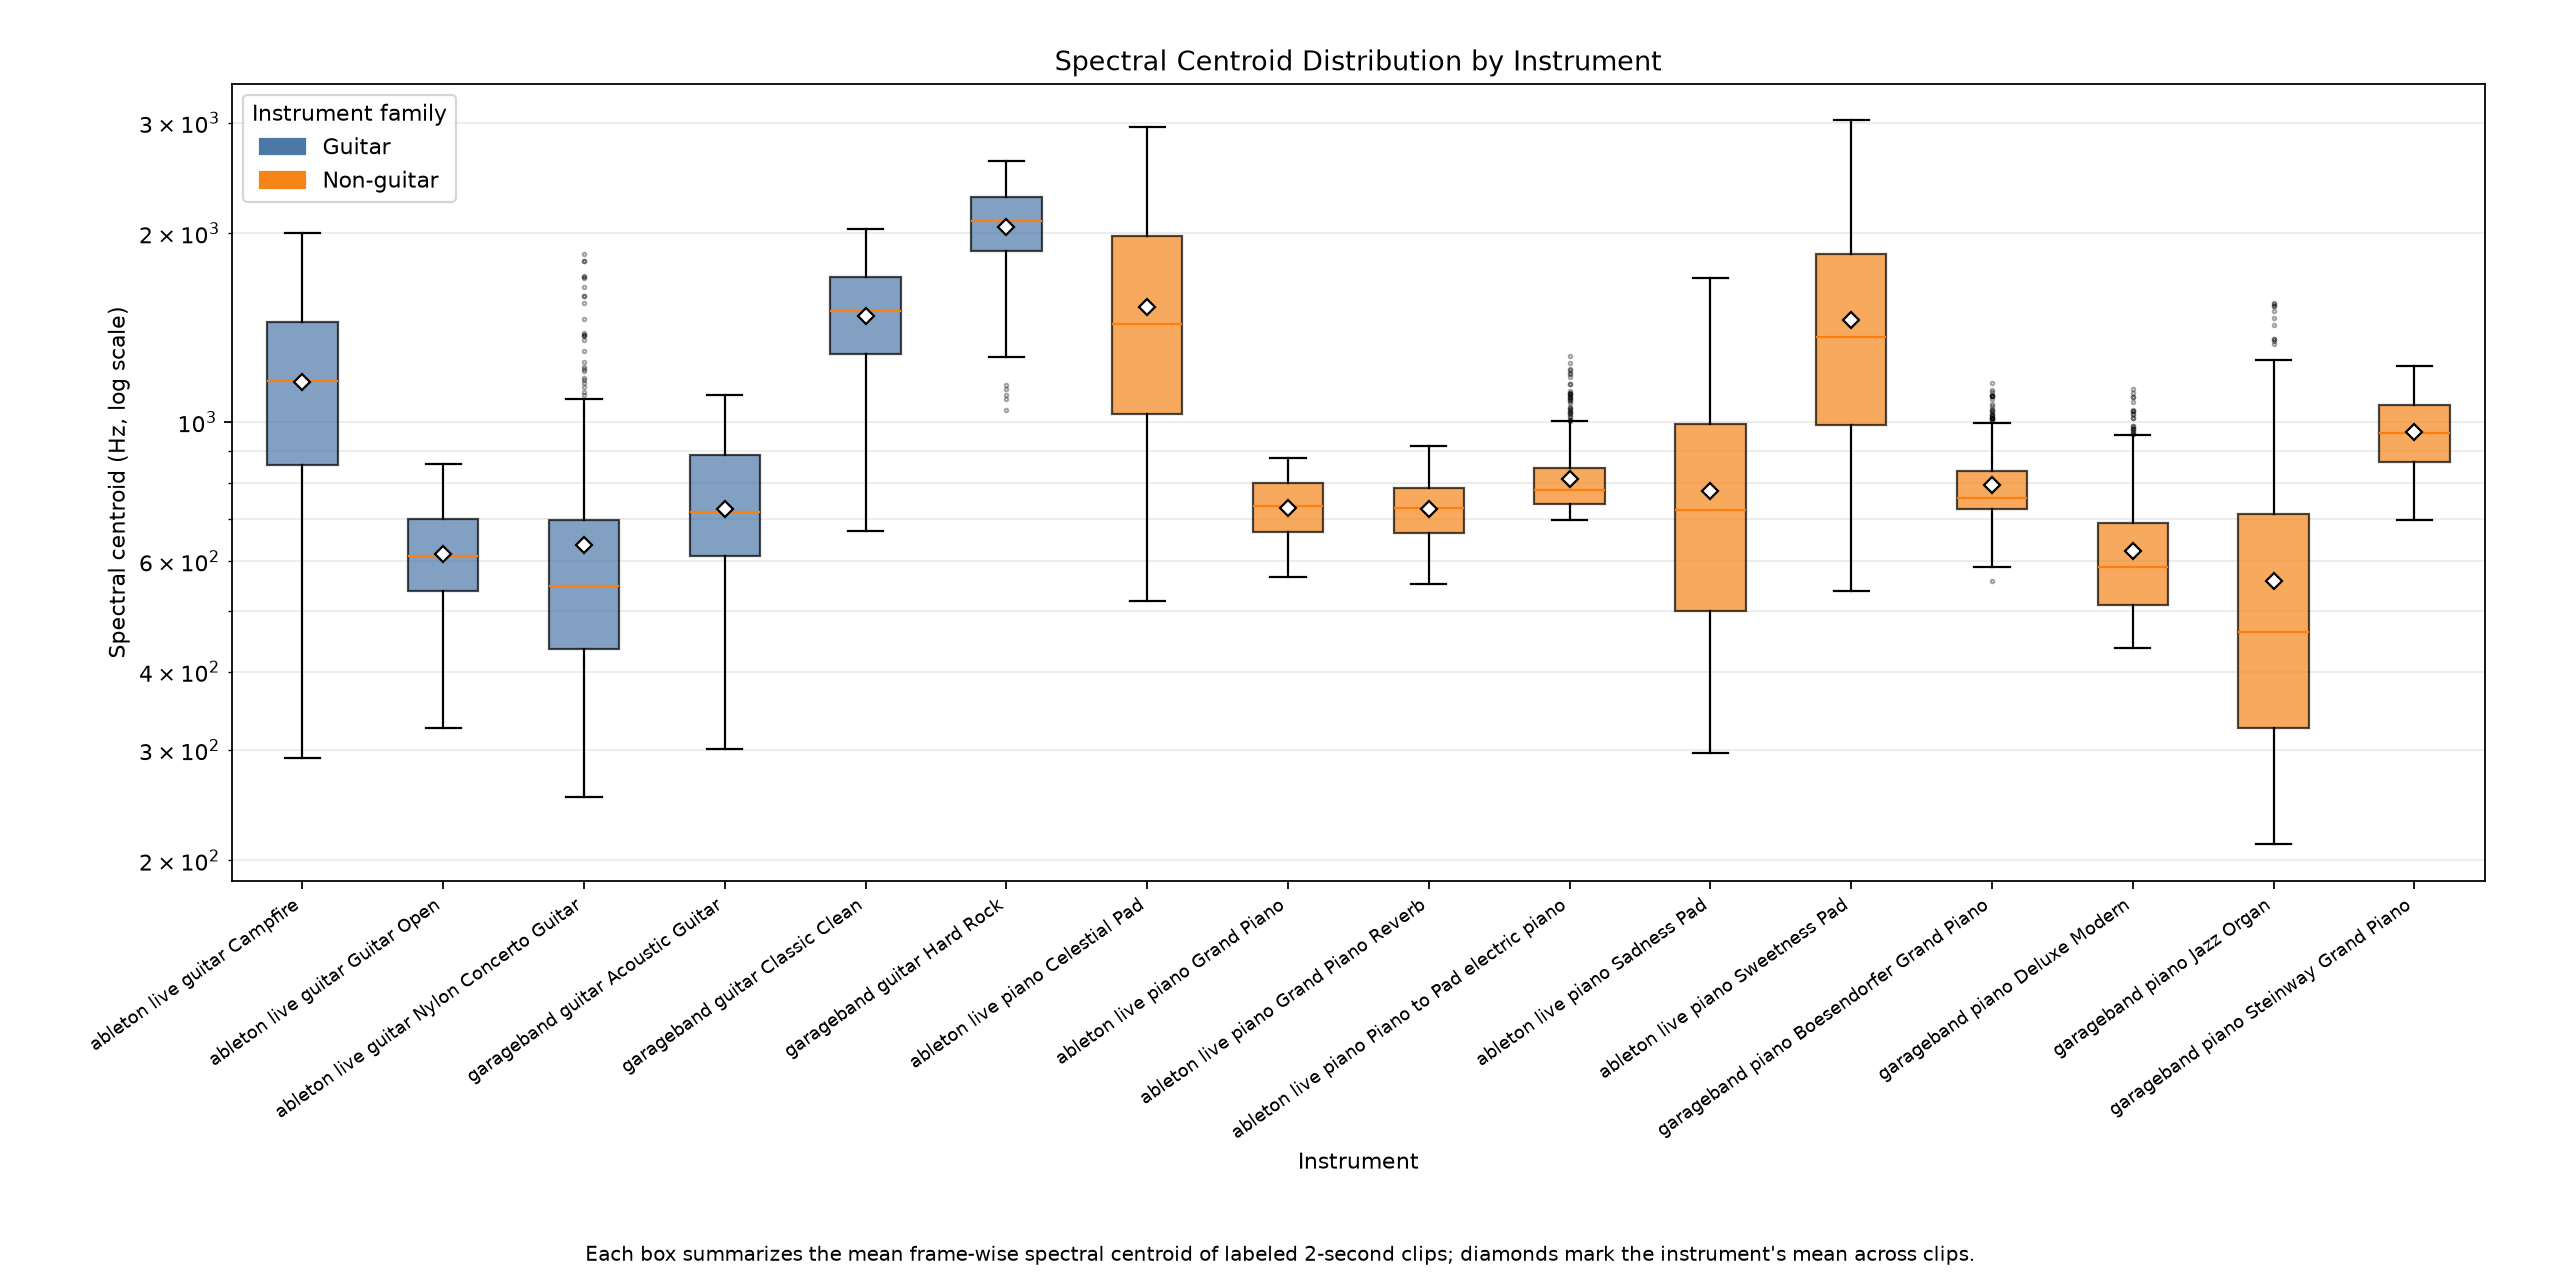 Spectral Centroid Distribution by Instrument
Instrument family
Guitar
Non-guitar
Spectral centroid (Hz, log scale)
3 × 10³
2 × 10³
10³
6 × 10²
4 × 10²
3 × 10²
2 × 10²
ableton live guitar Campfire
ableton live guitar Guitar Open
ableton live guitar Nylon Concerto Guitar
garageband guitar Acoustic Guitar
garageband guitar Classic Clean
garageband guitar Hard Rock
ableton live piano Celestial Pad
ableton live piano Grand Piano
ableton live piano Grand Piano Reverb
ableton live piano Piano to Pad electric piano
ableton live piano Sadness Pad
ableton live piano Sweetness Pad
garageband piano Boesendorfer Grand Piano
garageband piano Deluxe Modern
garageband piano Jazz Organ
garageband piano Steinway Grand Piano
Instrument
Each box summarizes the mean frame-wise spectral centroid of labeled 2-second clips; diamonds mark the instrument's mean across clips.